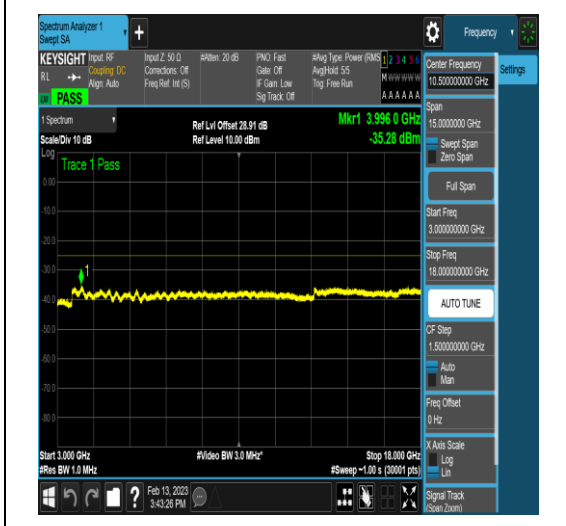 Spectrum Analyzer 1
Swept SA
+
Frequency
KEYSIGHT
RL
PASS
Input: RF
Coupling: DC
Align: Auto
Input Z: 50 Ω
Corrections: Off
Freq Ref: Int (S)
#Atten: 20 dB
PNO: Fast
Gate: Off
IF Gain: Low
Sig Track: Off
#Avg Type: Power (RMS
Avg|Hold: 5/5
Trig: Free Run
1 2 3 4 5 6
M W W W W W
A A A A A A
Center Frequency
10.500000000 GHz
Settings
Span
15.0000000 GHz
Swept Span
Zero Span
Full Span
Start Freq
3.000000000 GHz
Stop Freq
18.000000000 GHz
AUTO TUNE
CF Step
1.500000000 GHz
Auto
Man
Freq Offset
0 Hz
X Axis Scale
Log
Lin
Signal Track
(Span Zoom)
1 Spectrum
Scale/Div 10 dB
Log
Ref Lvl Offset 28.91 dB
Ref Level 10.00 dBm
Mkr1 3.996 0 GHz
-35.28 dBm
Trace 1 Pass
0.00
-10.0
-20.0
-30.0
-40.0
-50.0
-60.0
-70.0
-80.0
1
Start 3.000 GHz
#Res BW 1.0 MHz
#Video BW 3.0 MHz*
Stop 18.000 GHz
#Sweep ~1.00 s (30001 pts)
?
Feb 13, 2023
3:43:26 PM